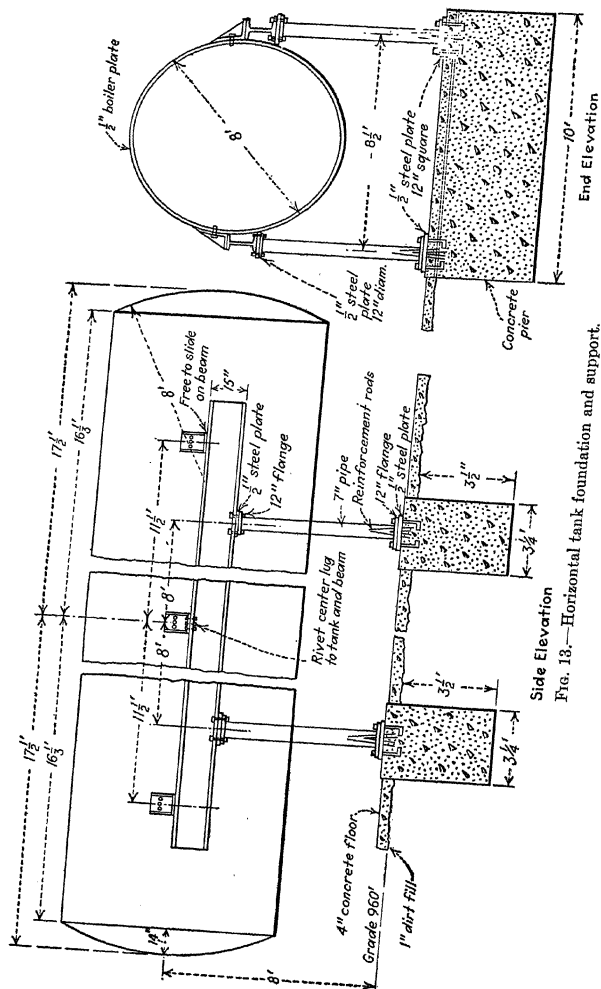 17½'
16⅓'
17½'
16⅓'
14"
8'
8'
11½'
8'
8'
11½'
Free to slide
on beam
15"
½" steel plate
12" flange
Rivet center lug
to tank and beam
7" pipe
Reinforcement rods
12" flange
½" steel plate
4" concrete floor
Grade 960'
1" dirt fill
3½'
3¼'
3½'
3¼'
Side Elevation
½" boiler plate
8'
½" steel
plate
12" diam.
8½'
½" steel plate
12" square
Concrete
pier
10'
End Elevation
Fig. 13.—Horizontal tank foundation and support.